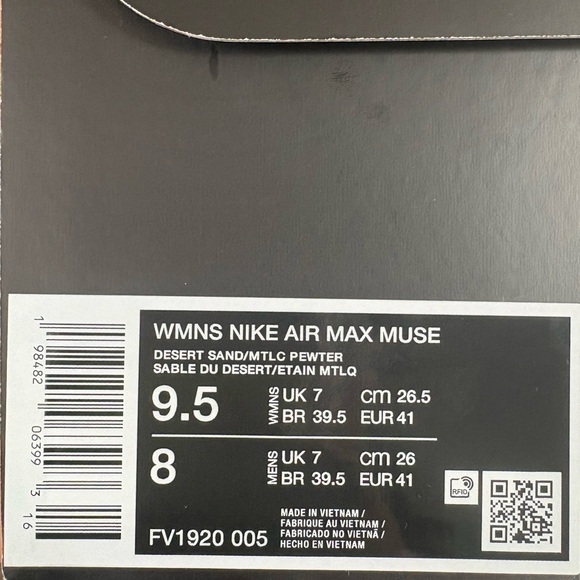 WMNS NIKE AIR MAX MUSE
DESERT SAND/MTLC PEWTER
SABLE DU DESERT/ETAIN MTLQ
9.5 WMNS UK 7 cm 26.5
BR 39.5 EUR 41
8 MENS UK 7 cm 26
BR 39.5 EUR 41
RFID
FV1920 005
MADE IN VIETNAM /
FABRIQUE AU VIETNAM /
FABRICADO NO VIETNÃ /
HECHO EN VIETNAM
1 98482 06399 3 16